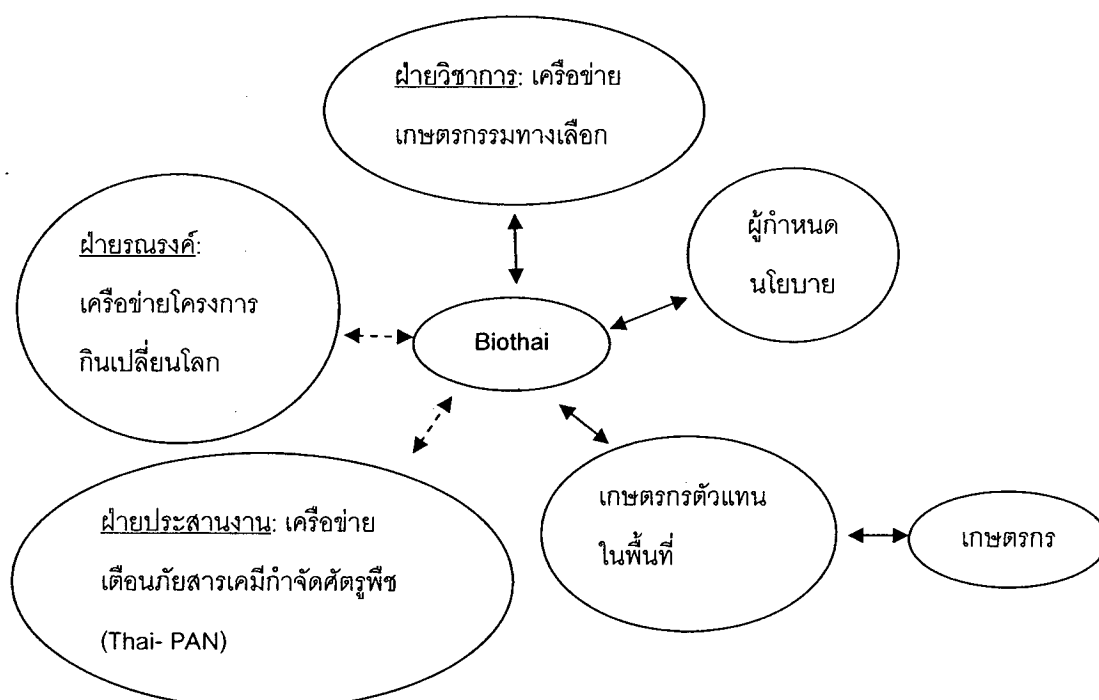 ฝ่ายวิชาการ: เครือข่าย
เกษตรกรรมทางเลือก
ผู้กำหนด
นโยบาย
ฝ่ายรณรงค์:
เครือข่ายโครงการ
กินเปลี่ยนโลก
Biothai
ฝ่ายประสานงาน: เครือข่าย
เตือนภัยสารเคมีกำจัดศัตรูพืช
(Thai- PAN)
เกษตรกรตัวแทน
ในพื้นที่
เกษตรกร